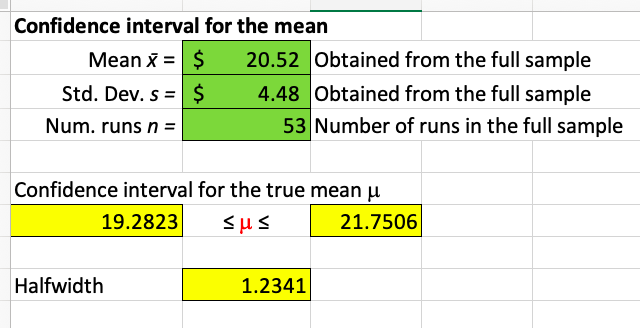 Confidence interval for the mean
Mean x̄ = $ 20.52 Obtained from the full sample
Std. Dev. s = $ 4.48 Obtained from the full sample
Num. runs n = 53 Number of runs in the full sample
Confidence interval for the true mean μ
19.2823 ≤ μ ≤ 21.7506
Halfwidth 1.2341